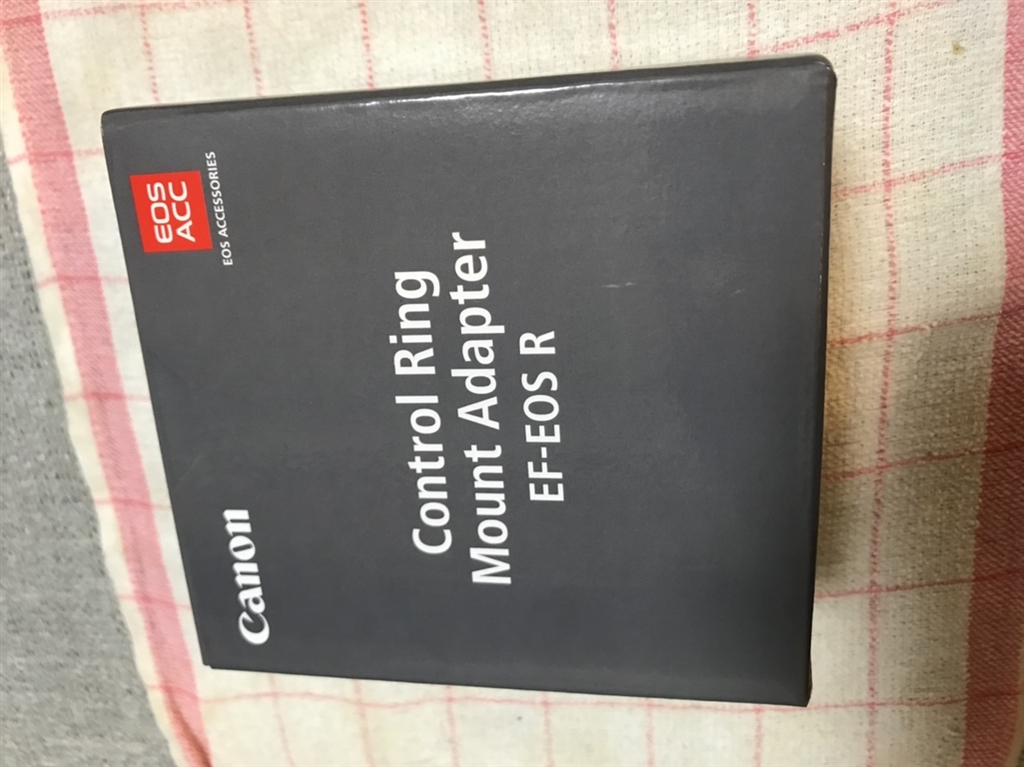 Canon
EOS
ACC
EOS ACCESSORIES
Control Ring
Mount Adapter
EF-EOS R